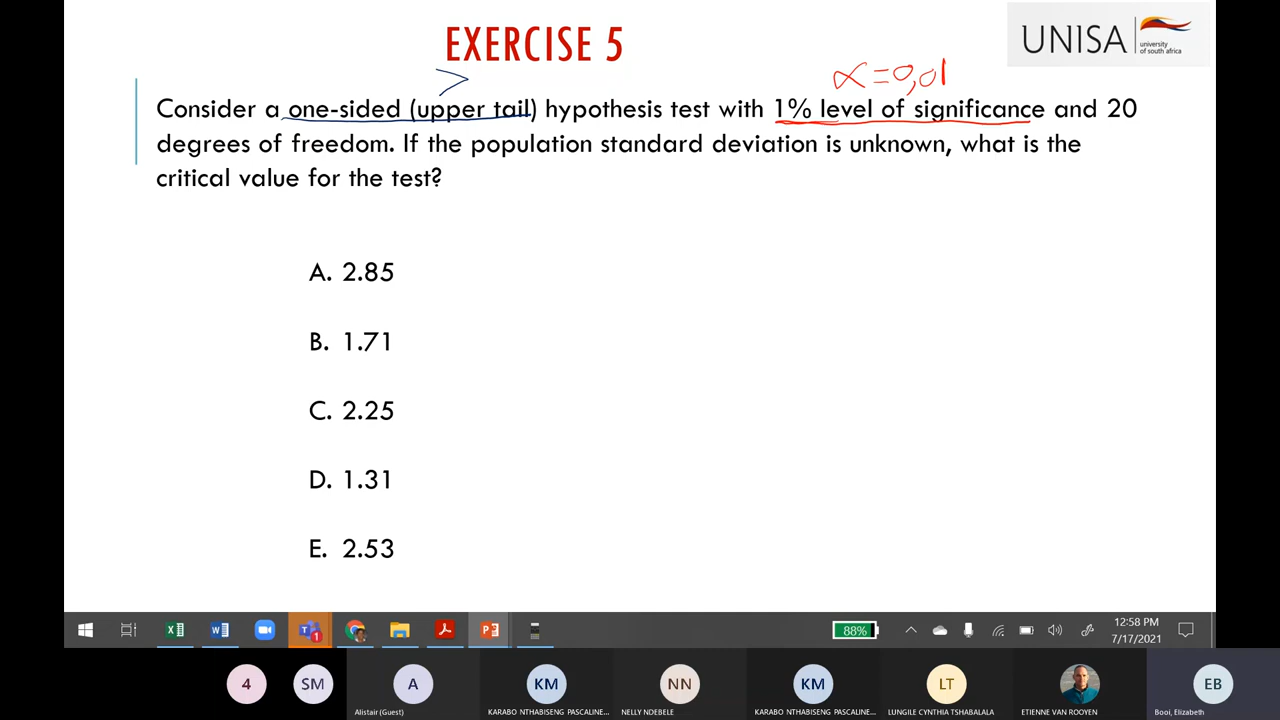 EXERCISE 5
UNISA
university
of south africa
>
α=0,01
Consider a one-sided (upper tail) hypothesis test with 1% level of significance and 20
degrees of freedom. If the population standard deviation is unknown, what is the
critical value for the test?
A. 2.85
B. 1.71
C. 2.25
D. 1.31
E. 2.53
88%
12:58 PM
7/17/2021
4
SM
A
KM
NN
KM
LT
EB
Alistair (Guest)
KARABO NTHABISENG PASCALINE...
NELLY NDEBELE
KARABO NTHABISENG PASCALINE...
LUNGILE CYNTHIA TSHABALALA
ETIENNE VAN ROOYEN
Booi, Elizabeth